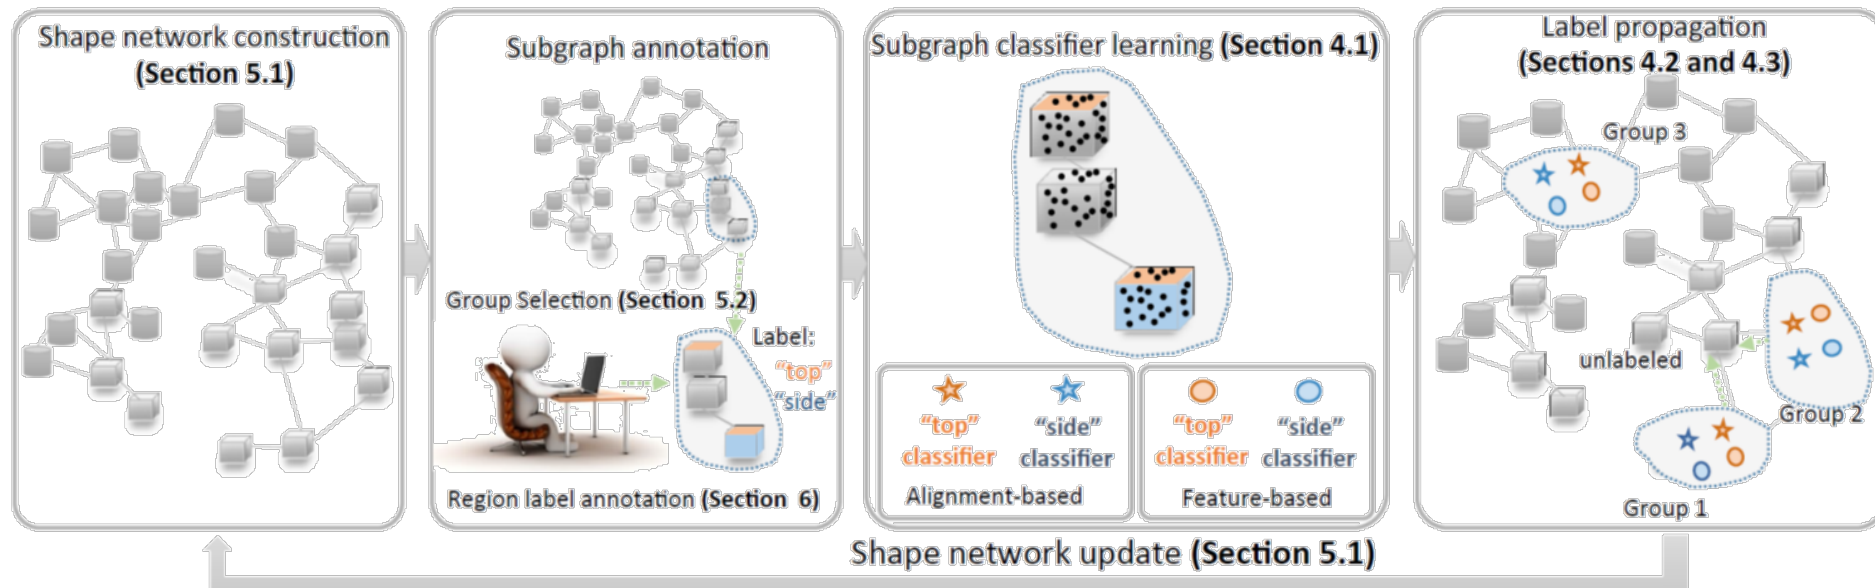 Shape network construction
(Section 5.1)
Subgraph annotation
Group Selection (Section 5.2)
Label:
“top”
“side”
Region label annotation (Section 6)
Subgraph classifier learning (Section 4.1)
“top”
classifier
“side”
classifier
Alignment-based
“top”
classifier
“side”
classifier
Feature-based
Label propagation
(Sections 4.2 and 4.3)
Group 3
unlabeled
Group 2
Group 1
Shape network update (Section 5.1)